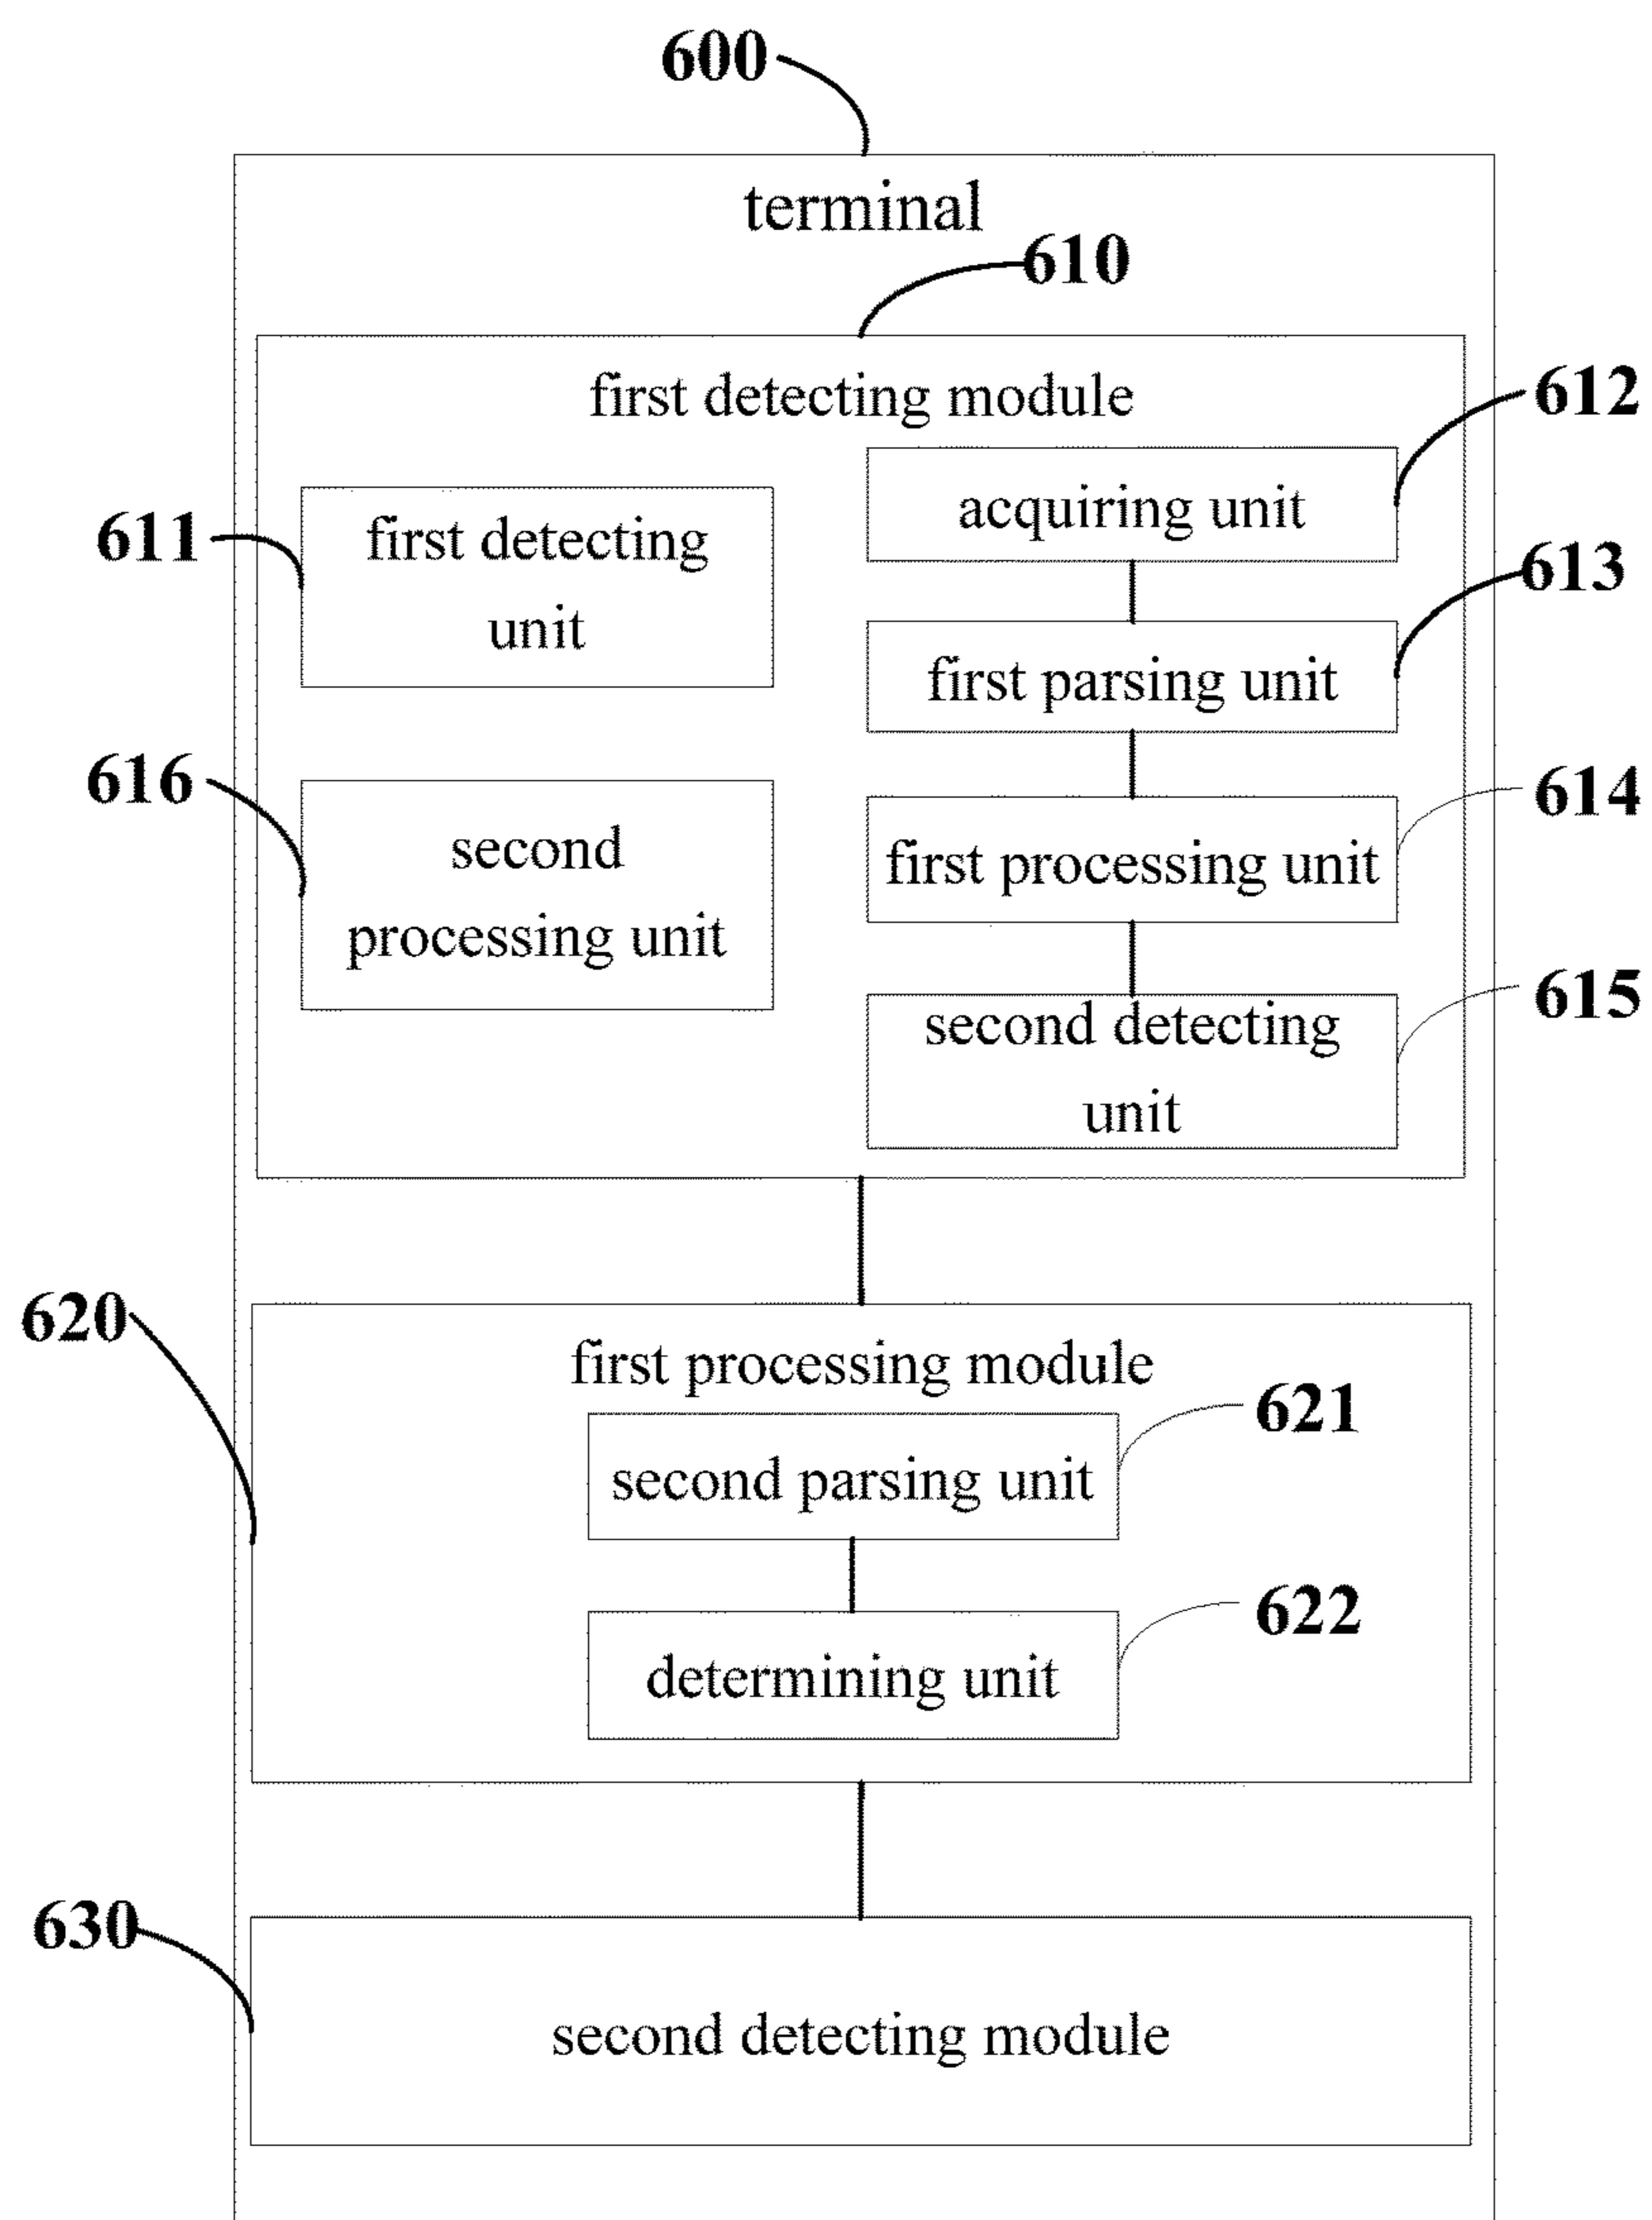 600
terminal
610
first detecting module
612
acquiring unit
611
first detecting
unit
613
first parsing unit
616
second
processing unit
614
first processing unit
615
second detecting
unit
620
first processing module
621
second parsing unit
622
determining unit
630
second detecting module